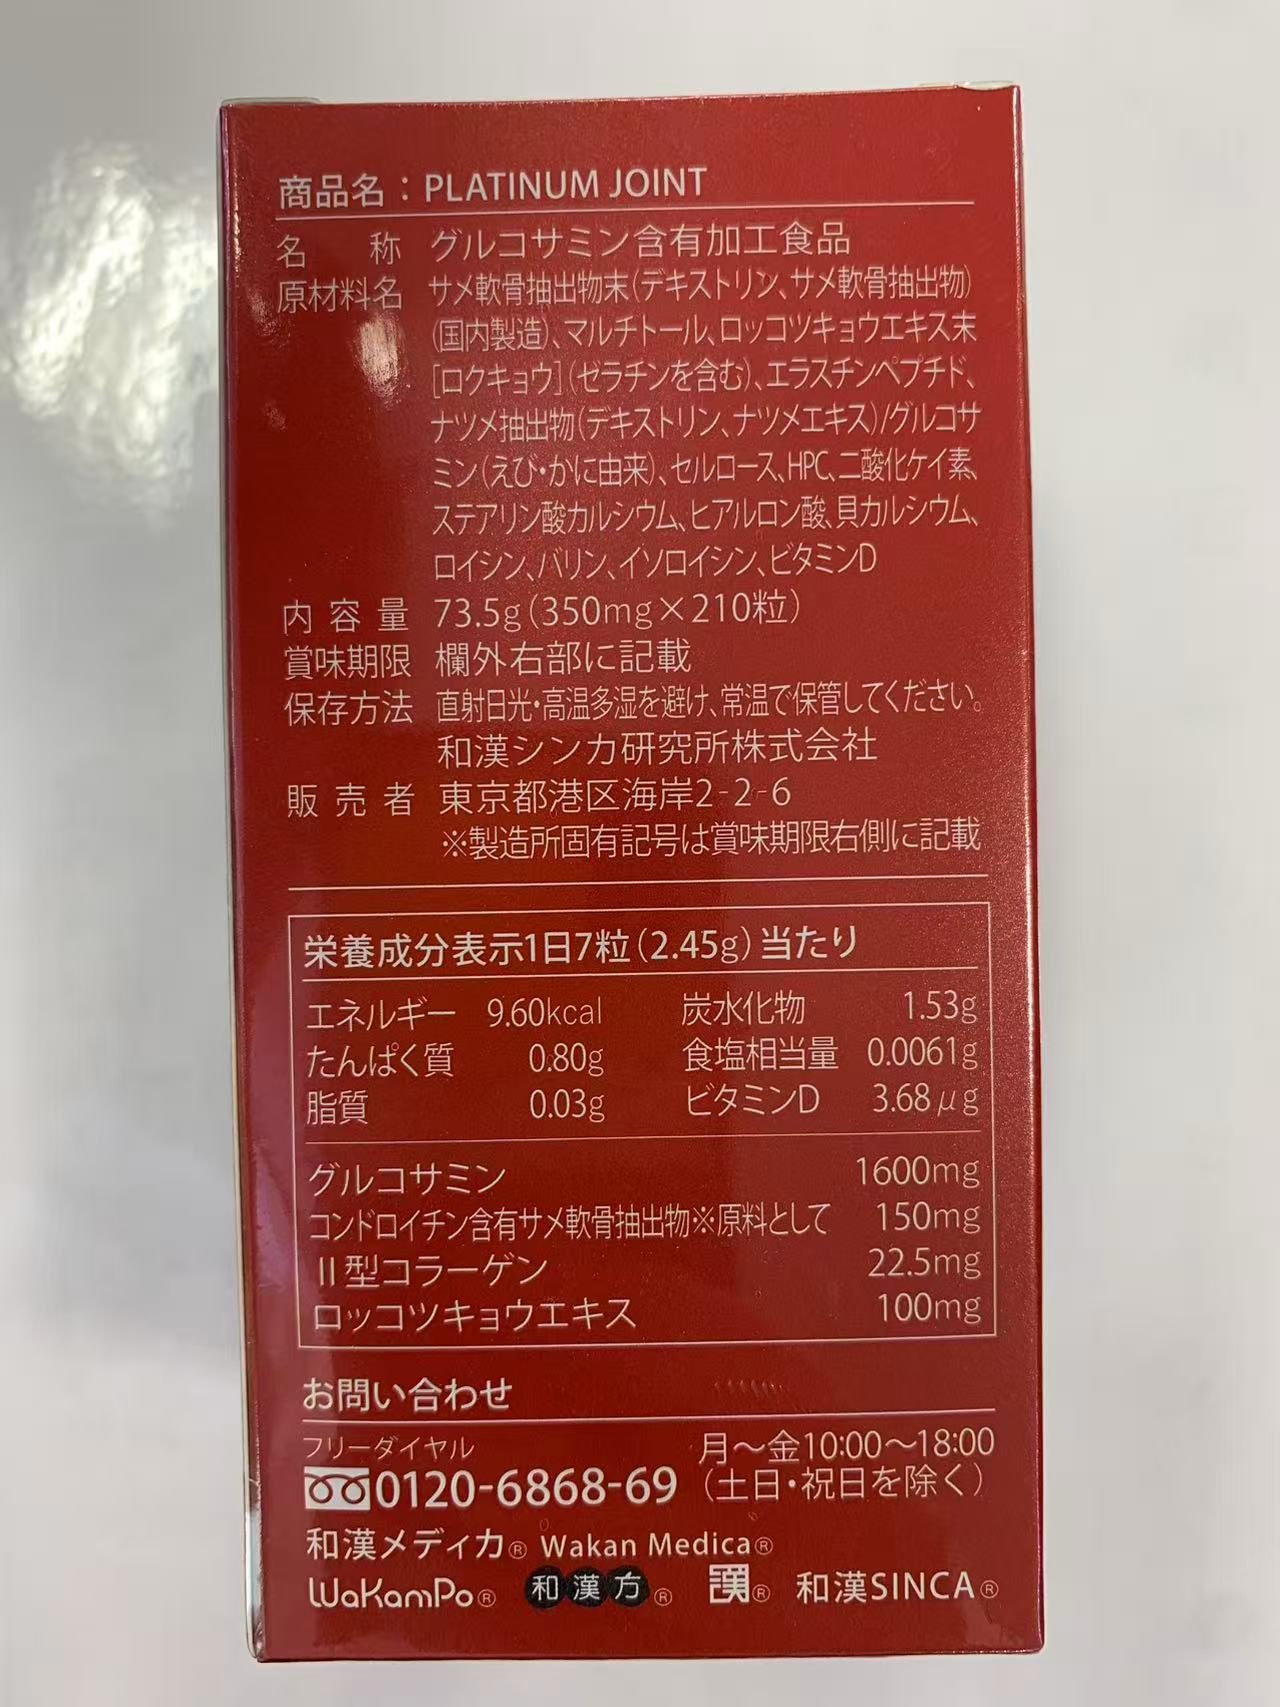 商品名：PLATINUM JOINT
名称 グルコサミン含有加工食品
原材料名 サメ軟骨抽出物末(デキストリン、サメ軟骨抽出物)
(国内製造)、マルチトール、ロッコツキョウエキス末
[ロクキョウ](ゼラチンを含む)、エラスチンペプチド、
ナツメ抽出物(デキストリン、ナツメエキス)/グルコサ
ミン(えび・かに由来)、セルロース、HPC、二酸化ケイ素、
ステアリン酸カルシウム、ヒアルロン酸、貝カルシウム、
ロイシン、バリン、イソロイシン、ビタミンD
内容量 73.5g(350mg×210粒)
賞味期限 欄外右部に記載
保存方法 直射日光・高温多湿を避け、常温で保管してください。
和漢シンカ研究所株式会社
販売者 東京都港区海岸2-2-6
※製造所固有記号は賞味期限右側に記載
栄養成分表示1日7粒(2.45g)当たり
エネルギー 9.60kcal 炭水化物 1.53g
たんぱく質 0.80g 食塩相当量 0.0061g
脂質 0.03g ビタミンD 3.68μg
グルコサミン 1600mg
コンドロイチン含有サメ軟骨抽出物※原料として 150mg
II型コラーゲン 22.5mg
ロッコツキョウエキス 100mg
お問い合わせ
フリーダイヤル 月〜金10:00〜18:00
0120-6868-69 (土日・祝日を除く)
和漢メディカ® Wakan Medica®
WaKamPo® 和漢方® 漢® 和漢SINCA®